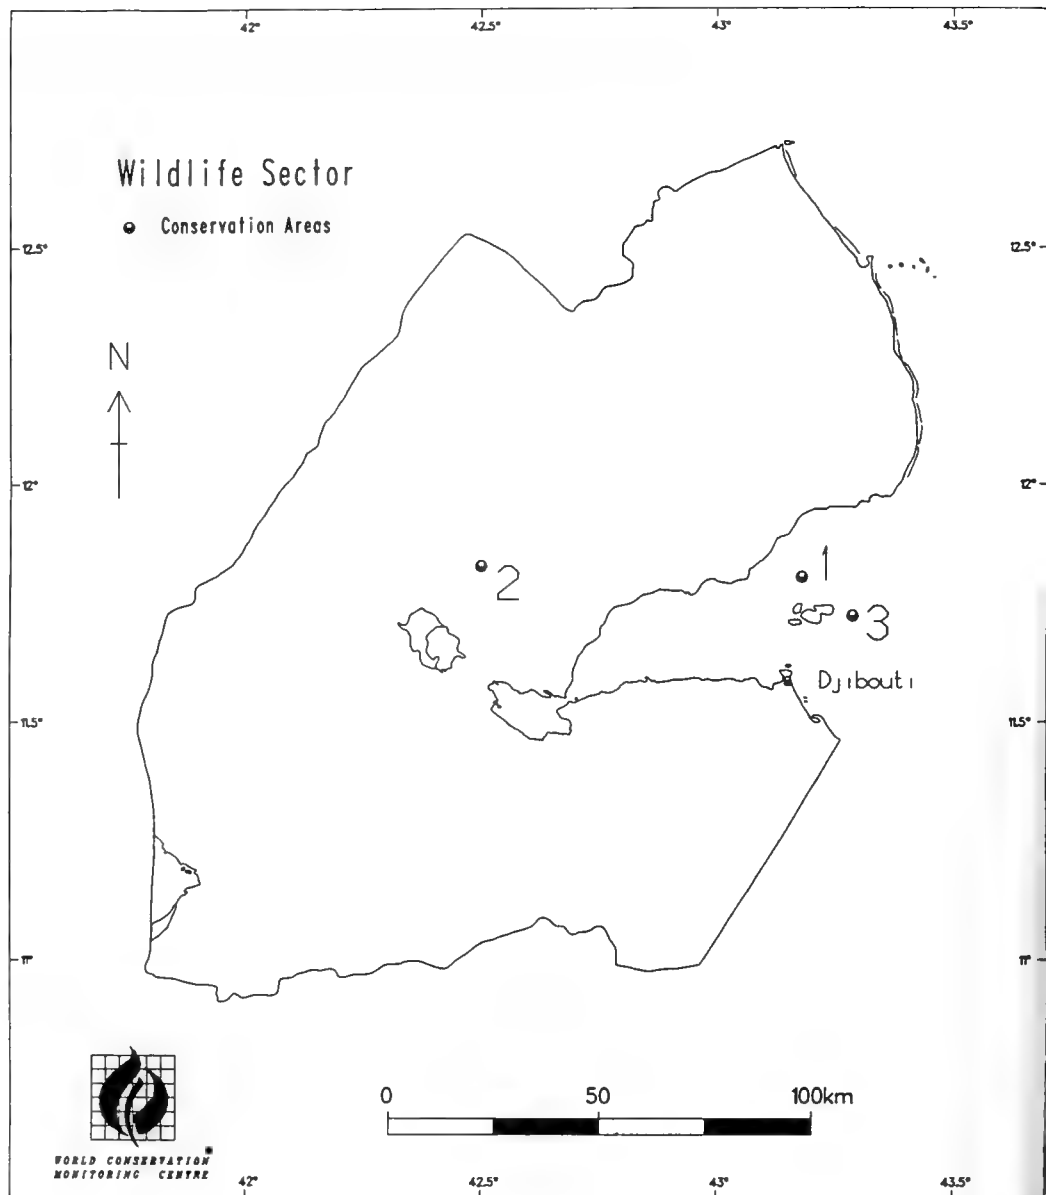 42° 42.5° 43° 43.5°
Wildlife Sector
Conservation Areas
12.5° 12.5°
N
12° 12°
1
2
3
Djibouti
11.5° 11.5°
11° 11°
0 50 100km
WORLD CONSERVATION
MONITORING CENTRE
42° 42.5° 43° 43.5°